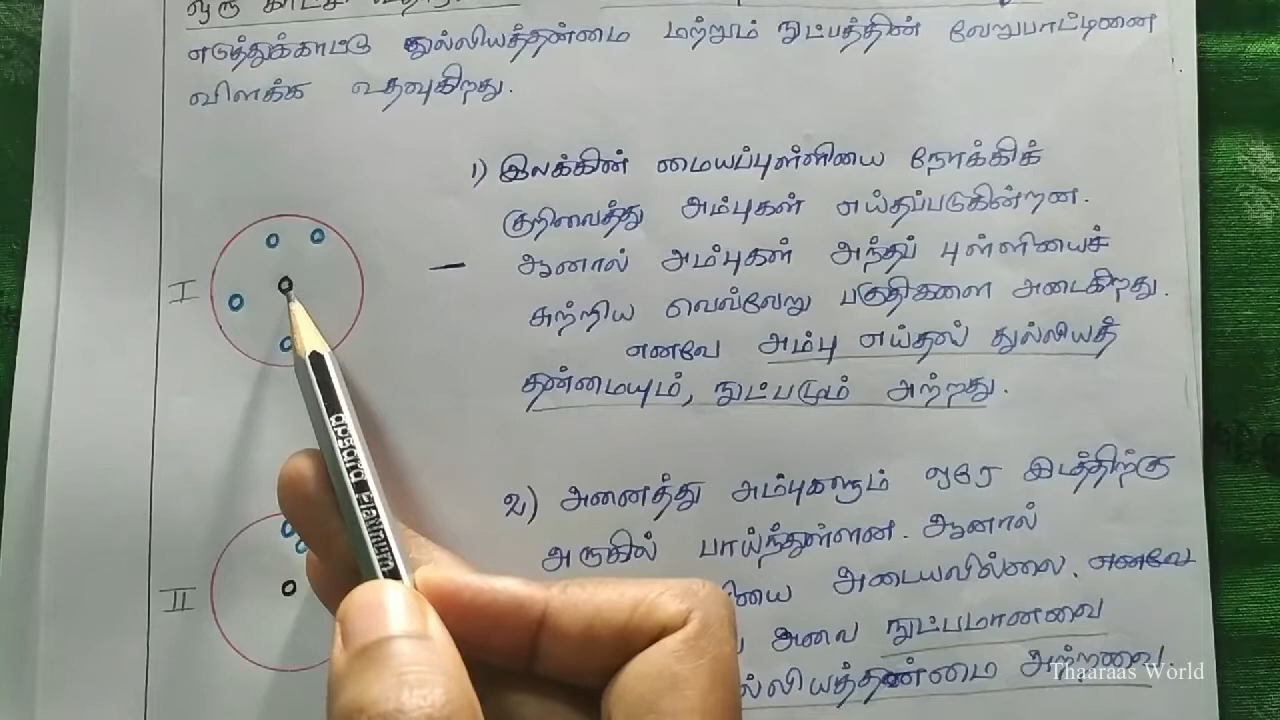 எடுத்துக்காட்டு துல்லியத்தன்மை மற்றும் நுட்பத்தின் வேறுபாட்டினை
விளக்க உதவுகிறது.
1) இலக்கின் மையப்புள்ளியை நோக்கிக்
குறிவைத்து அம்புகள் எய்தப்படுகின்றன.
ஆனால் அம்புகள் அந்தப் புள்ளியைச்
சுற்றிய வெவ்வேறு பகுதிகளை அடைகிறது.
எனவே அம்பு எய்தல் துல்லியத்
தன்மையும், நுட்பமும் அற்றது.
I
2) அனைத்து அம்புகளும் ஒரே இடத்திற்கு
அருகில் பாய்ந்துள்ளன. ஆனால்
அடையவில்லை. எனவே
அவை நுட்பமானவை
ல்லியத்தன்மை அற்றவை.
II
apsara PLATINUM
Thaaraas World